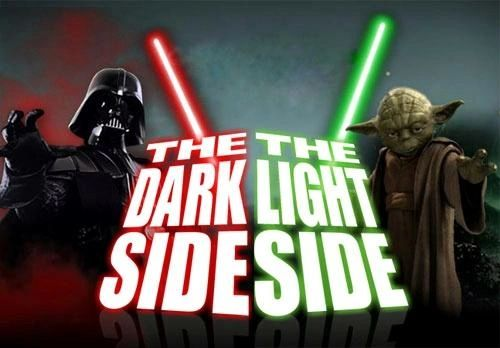 THE THE
DARK LIGHT
SIDE SIDE